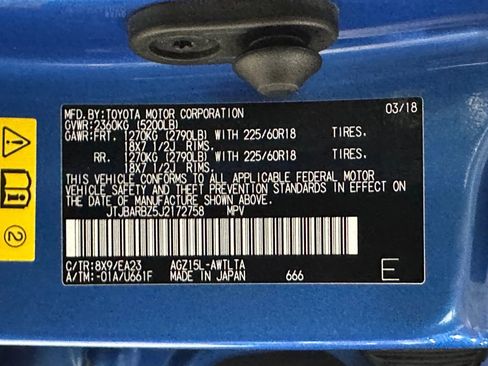 MFD.BY:TOYOTA MOTOR CORPORATION 03/18
GVWR:2360KG (5200LB)
GAWR:FRT. 1270KG (2790LB) WITH 225/60R18 TIRES.
18X7 1/2J RIMS.
RR. 1270KG (2790LB) WITH 225/60R18 TIRES.
18X7 1/2J RIMS.
THIS VEHICLE CONFORMS TO ALL APPLICABLE FEDERAL MOTOR
VEHICLE SAFETY AND THEFT PREVENTION STANDARDS IN EFFECT ON
THE DATE OF MANUFACTURE SHOWN ABOVE.
JTJBARBZ5J2172758 MPV
C/TR:8X9/EA23 AGZ15L-AWTLTA
A/TM:-01A/U661F MADE IN JAPAN 666 E
2